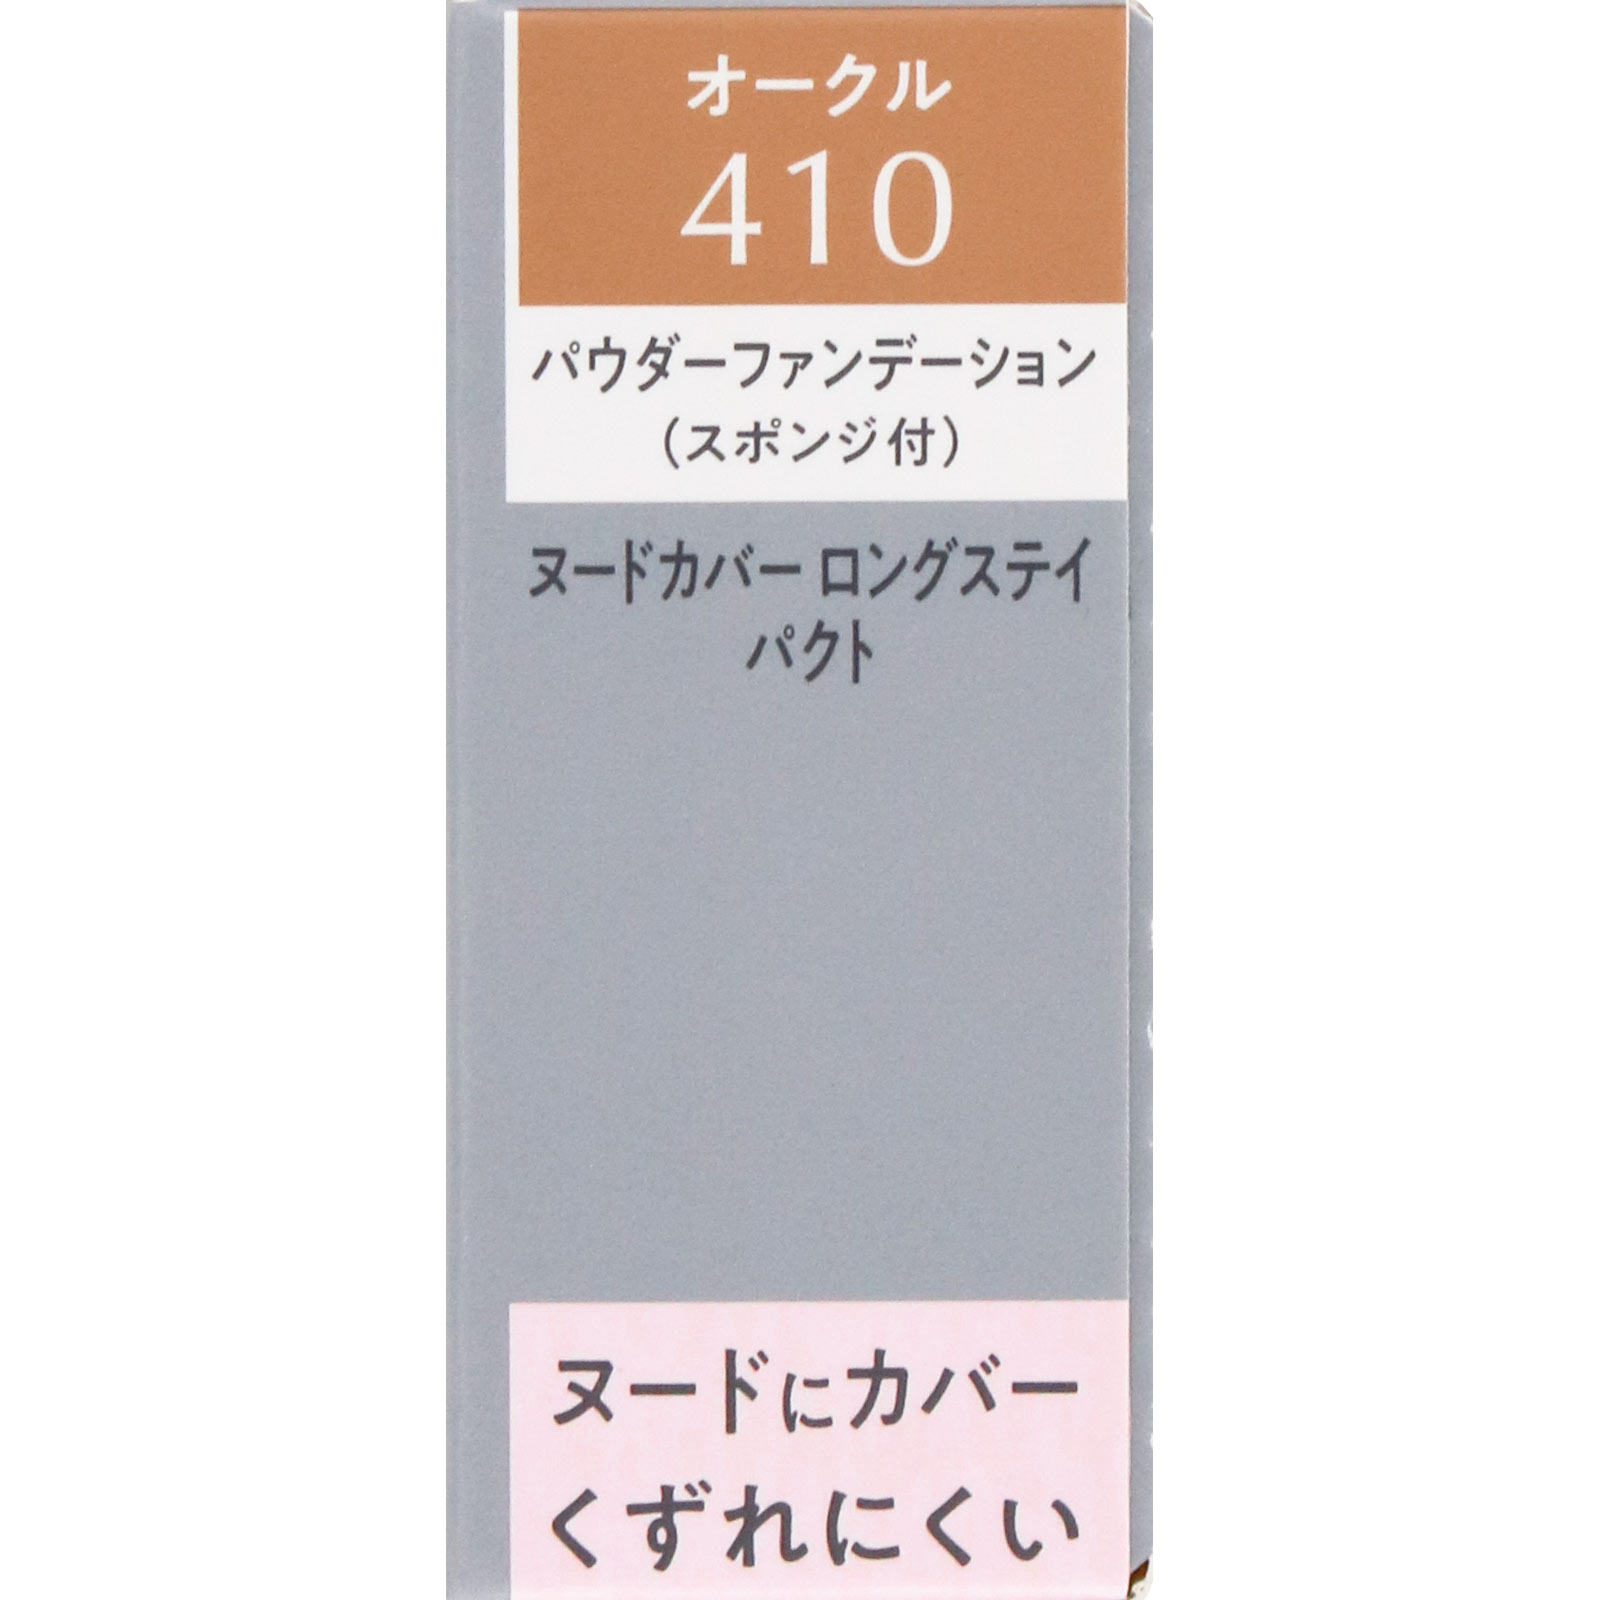 オークル
410
パウダーファンデーション
(スポンジ付)
ヌードカバー ロングステイ
パクト
ヌードにカバー
くずれにくい